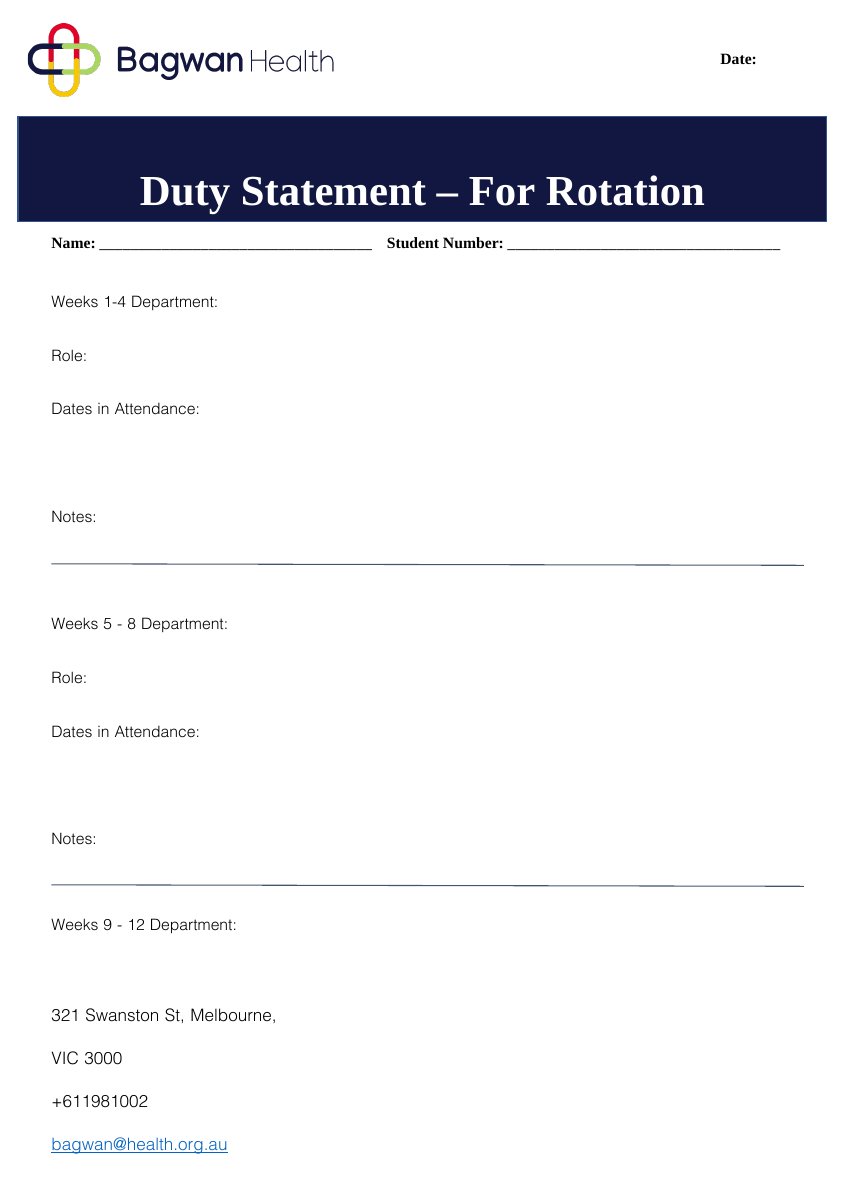 Bagwan Health
Date:
Duty Statement – For Rotation
Name: __________________________________ Student Number: __________________________________
Weeks 1-4 Department:
Role:
Dates in Attendance:
Notes:
Weeks 5 - 8 Department:
Role:
Dates in Attendance:
Notes:
Weeks 9 - 12 Department:
321 Swanston St, Melbourne,
VIC 3000
+611981002
bagwan@health.org.au